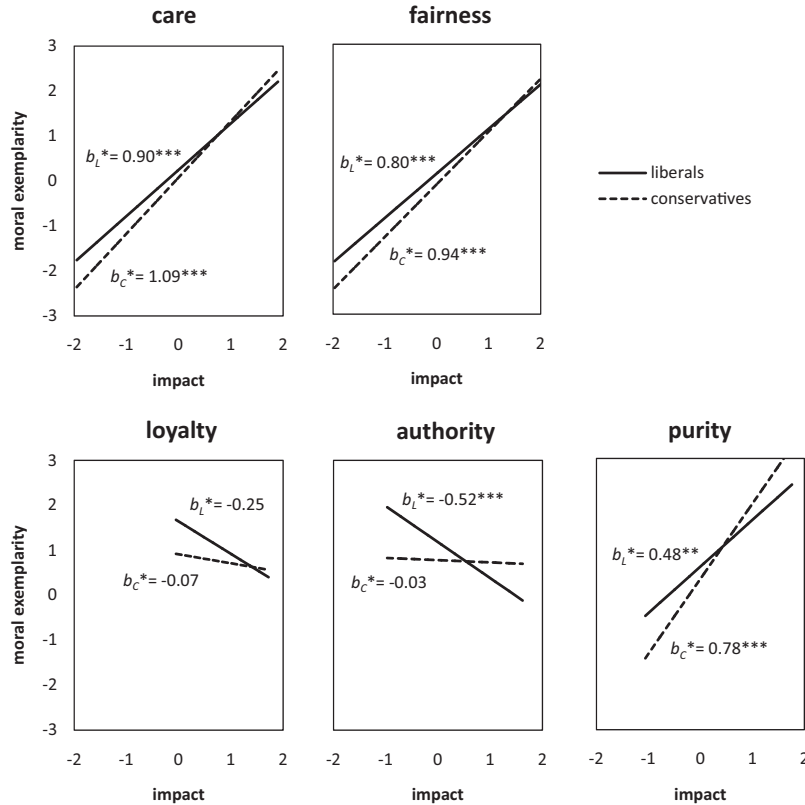 care
fairness
3
2
1
0
-1
-2
-3
moral exemplarity
b_L*= 0.90***
b_C*= 1.09***
-2 -1 0 1 2
impact
b_L*= 0.80***
b_C*= 0.94***
-2 -1 0 1 2
impact
liberals
conservatives
loyalty
authority
purity
3
2
1
0
-1
-2
-3
moral exemplarity
b_L*= -0.25
b_C*= -0.07
-2 -1 0 1 2
impact
b_L*= -0.52***
b_C*= -0.03
-2 -1 0 1 2
impact
b_L*= 0.48**
b_C*= 0.78***
-2 -1 0 1 2
impact